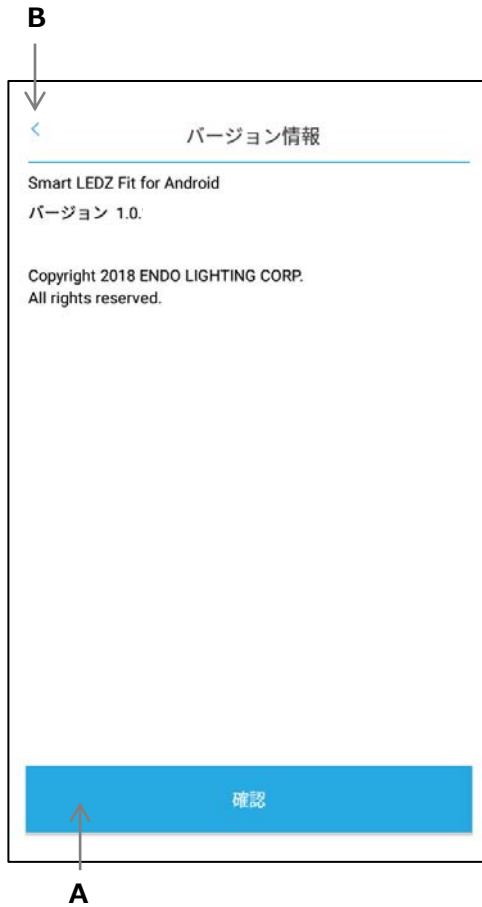 B
<
バージョン情報
Smart LEDZ Fit for Android
バージョン 1.0.
Copyright 2018 ENDO LIGHTING CORP.
All rights reserved.
確認
A